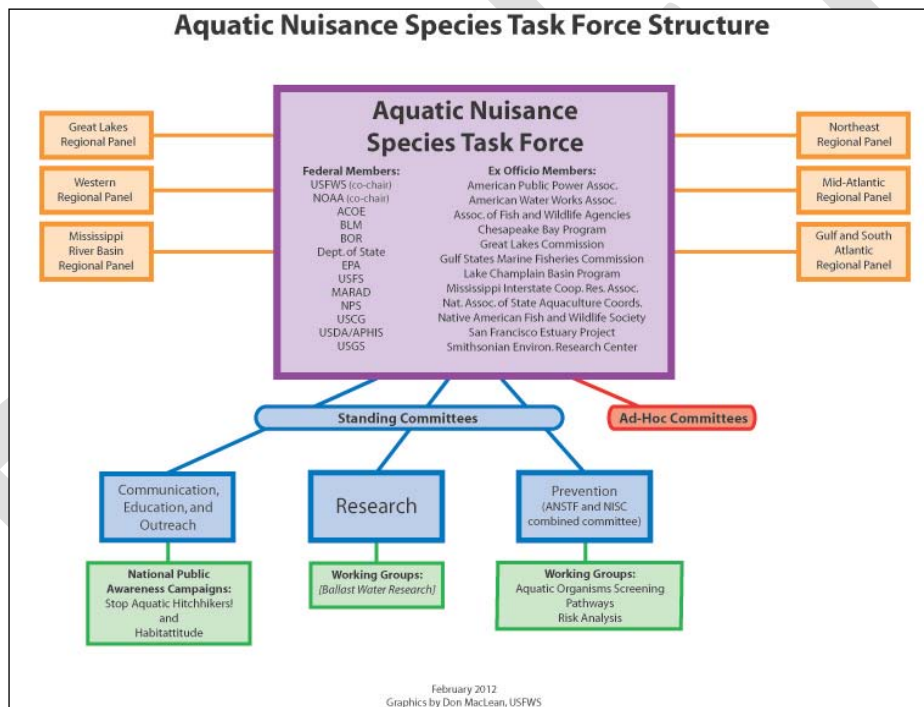 Aquatic Nuisance Species Task Force Structure
Great Lakes
Regional Panel
Western
Regional Panel
Mississippi
River Basin
Regional Panel
Aquatic Nuisance
Species Task Force
Federal Members:
USFWS (co-chair)
NOAA (co-chair)
ACOE
BLM
BOR
Dept. of State
EPA
USFS
MARAD
NPS
USCG
USDA/APHIS
USGS
Ex Officio Members:
American Public Power Assoc.
American Water Works Assoc.
Assoc. of Fish and Wildlife Agencies
Chesapeake Bay Program
Great Lakes Commission
Gulf States Marine Fisheries Commission
Lake Champlain Basin Program
Mississippi Interstate Coop. Res. Assoc.
Nat. Assoc. of State Aquaculture Coords.
Native American Fish and Wildlife Society
San Francisco Estuary Project
Smithsonian Environ. Research Center
Northeast
Regional Panel
Mid-Atlantic
Regional Panel
Gulf and South
Atlantic
Regional Panel
Standing Committees
Ad-Hoc Committees
Communication,
Education, and
Outreach
Research
Prevention
(ANSTF and NISC
combined committee)
National Public
Awareness Campaigns:
Stop Aquatic Hitchhikers!
and
Habitattitude
Working Groups:
[Ballast Water Research]
Working Groups:
Aquatic Organisms Screening
Pathways
Risk Analysis
February 2012
Graphics by Don MacLean, USFWS